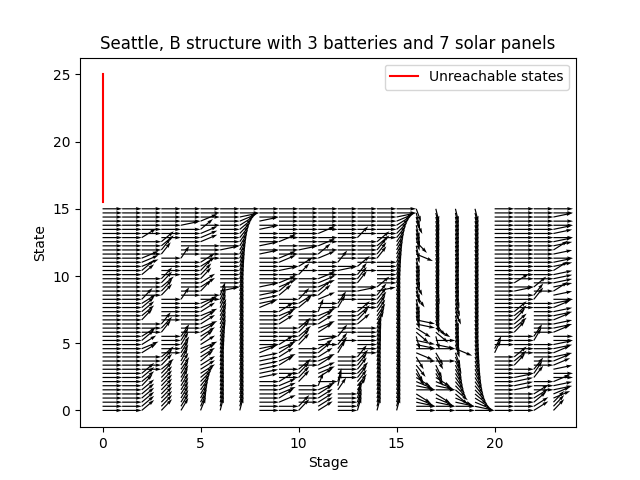 Seattle, B structure with 3 batteries and 7 solar panels
Unreachable states
25
20
15
10
5
0
State
0 5 10 15 20
Stage